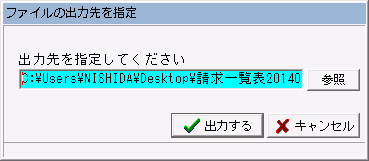 ファイルの出力先を指定
出力先を指定してください
C:¥Users¥NISHIDA¥Desktop¥請求一覧表20140
参照
出力する
キャンセル